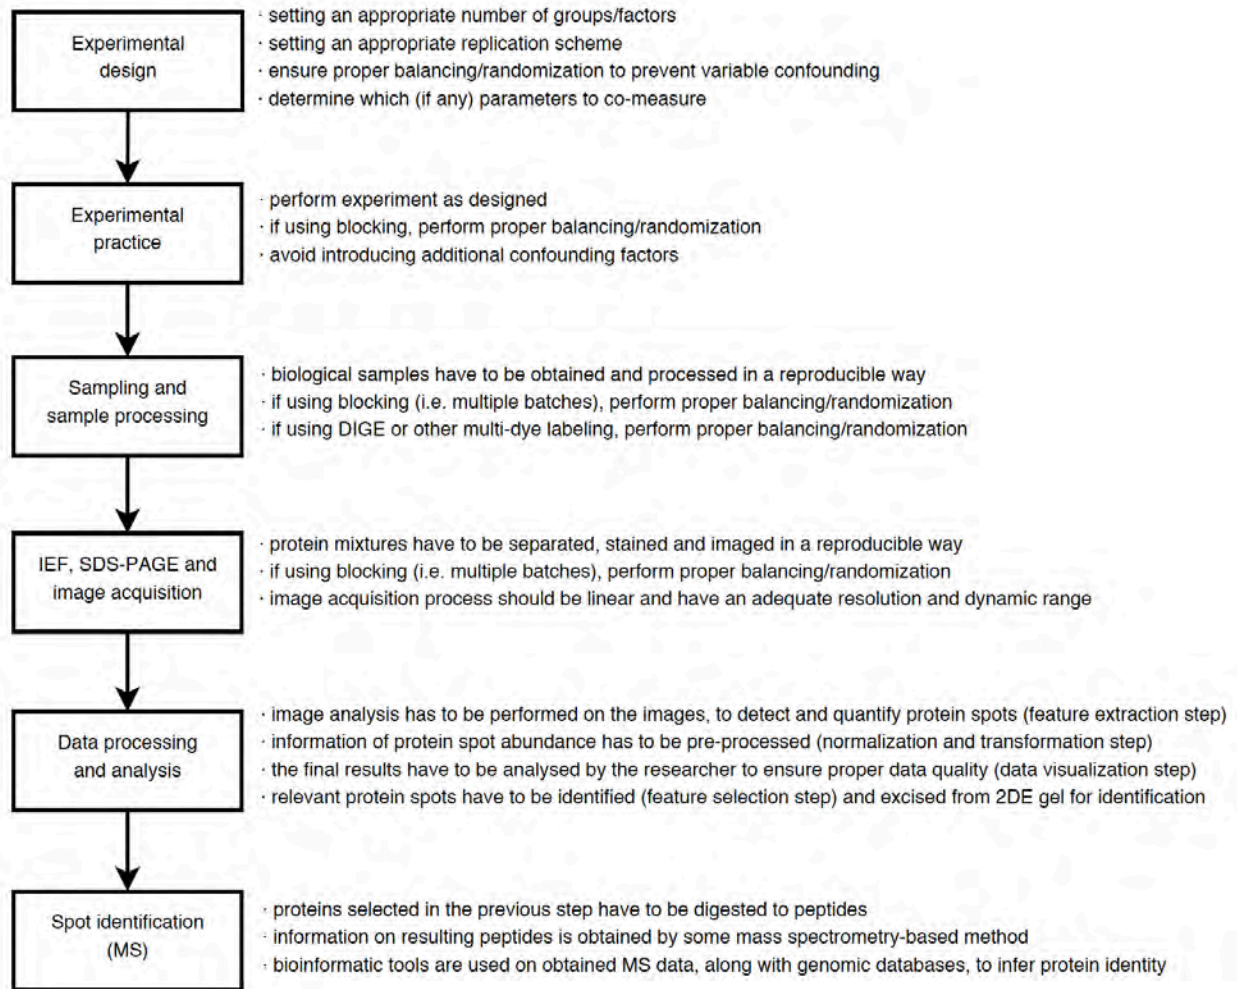 Experimental
design
· setting an appropriate number of groups/factors
· setting an appropriate replication scheme
· ensure proper balancing/randomization to prevent variable confounding
· determine which (if any) parameters to co-measure
Experimental
practice
· perform experiment as designed
· if using blocking, perform proper balancing/randomization
· avoid introducing additional confounding factors
Sampling and
sample processing
· biological samples have to be obtained and processed in a reproducible way
· if using blocking (i.e. multiple batches), perform proper balancing/randomization
· if using DIGE or other multi-dye labeling, perform proper balancing/randomization
IEF, SDS-PAGE and
image acquisition
· protein mixtures have to be separated, stained and imaged in a reproducible way
· if using blocking (i.e. multiple batches), perform proper balancing/randomization
· image acquisition process should be linear and have an adequate resolution and dynamic range
Data processing
and analysis
· image analysis has to be performed on the images, to detect and quantify protein spots (feature extraction step)
· information of protein spot abundance has to be pre-processed (normalization and transformation step)
· the final results have to be analysed by the researcher to ensure proper data quality (data visualization step)
· relevant protein spots have to be identified (feature selection step) and excised from 2DE gel for identification
Spot identification
(MS)
· proteins selected in the previous step have to be digested to peptides
· information on resulting peptides is obtained by some mass spectrometry-based method
· bioinformatic tools are used on obtained MS data, along with genomic databases, to infer protein identity